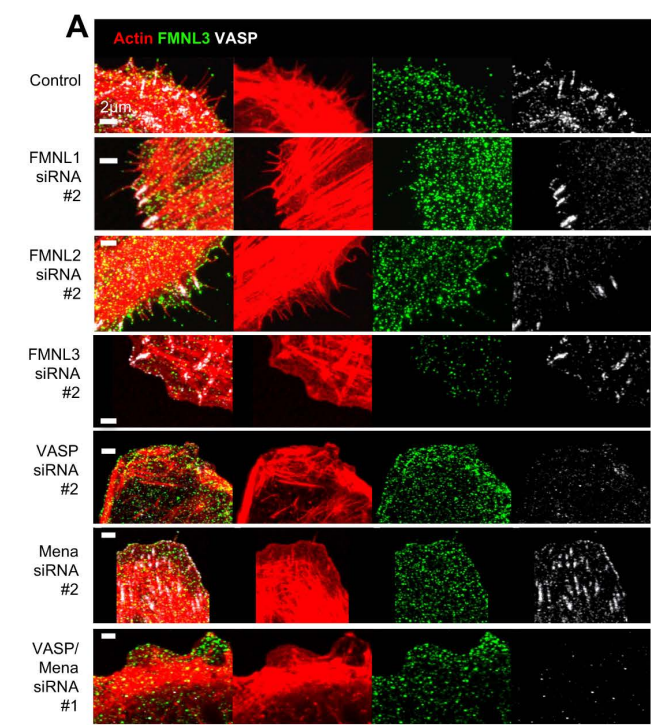 A
Actin FMNL3 VASP
Control
2μm
FMNL1
siRNA
#2
FMNL2
siRNA
#2
FMNL3
siRNA
#2
VASP
siRNA
#2
Mena
siRNA
#2
VASP/
Mena
siRNA
#1